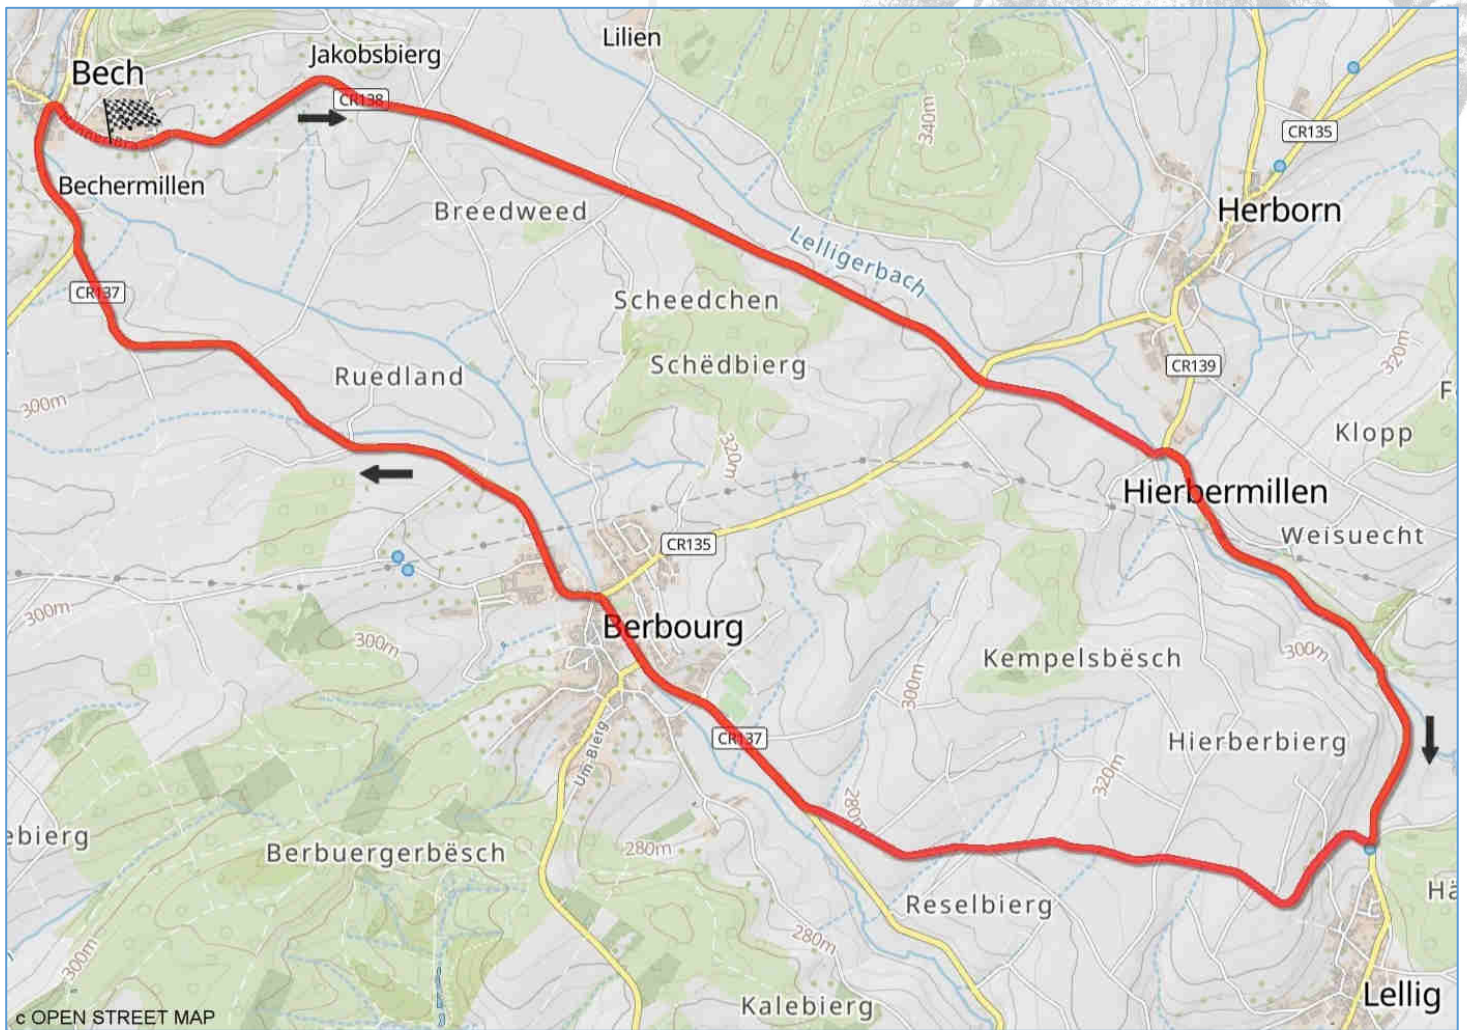 Lilien
Jakobsbierg
Bech
CR138
340m
CR135
Bechermillen
Breedweed
Herborn
Lelligerbach
CR137
Scheedchen
Schëdbierg
Ruedland
CR139
320m
300m
Klopp
320m
Hierbermillen
CR135
Weisuecht
300m
Berbourg
300m
300m
Kempelsbësch
300m
CR137
Hierberbierg
Um Bierg
320m
280m
ebierg
Berbuergerbësch
280m
Reselbierg
Hä
280m
300m
Lellig
Kalebierg
c OPEN STREET MAP